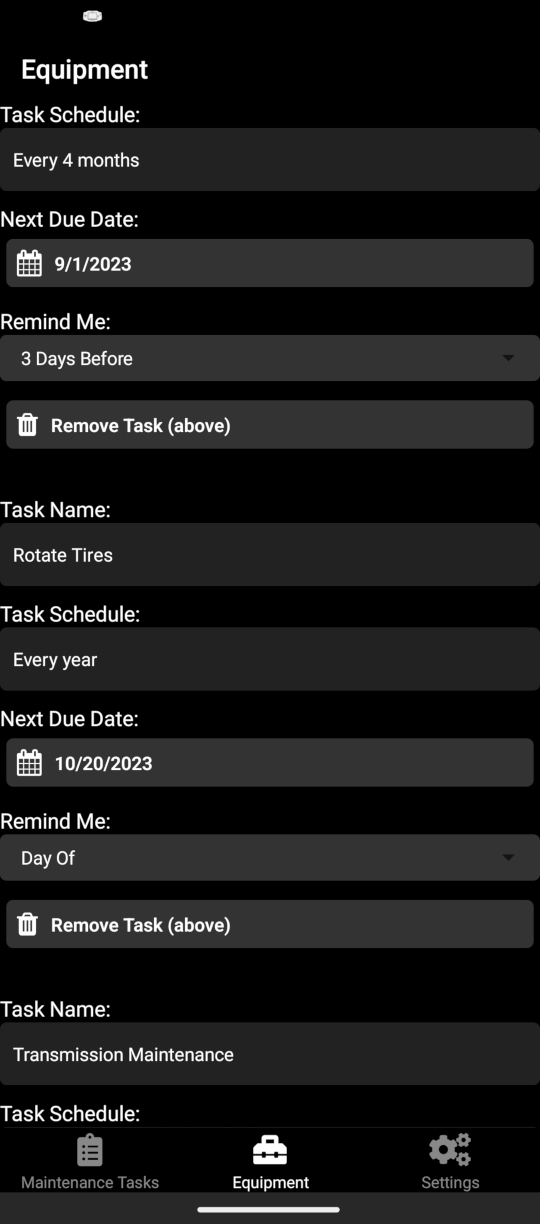 Equipment
Task Schedule:
Every 4 months
Next Due Date:
9/1/2023
Remind Me:
3 Days Before
Remove Task (above)
Task Name:
Rotate Tires
Task Schedule:
Every year
Next Due Date:
10/20/2023
Remind Me:
Day Of
Remove Task (above)
Task Name:
Transmission Maintenance
Task Schedule:
Maintenance Tasks
Equipment
Settings